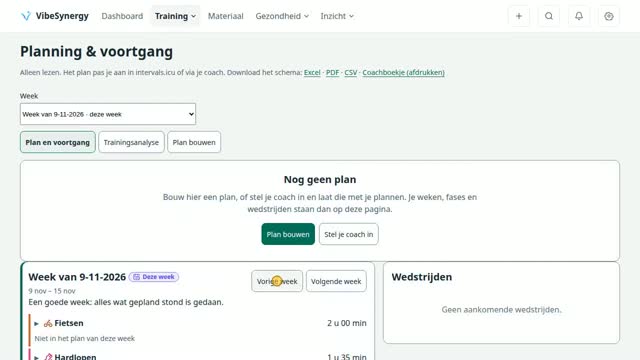 VibeSynergy Dashboard Training Materiaal Gezondheid Inzicht
Planning & voortgang
Alleen lezen. Het plan pas je aan in intervals.icu of via je coach. Download het schema: Excel · PDF · CSV · Coachboekje (afdrukken)
Week
Week van 9-11-2026 · deze week
Plan en voortgang Trainingsanalyse Plan bouwen
Nog geen plan
Bouw hier een plan, of stel je coach in en laat die met je plannen. Je weken, fases en
wedstrijden staan dan op deze pagina.
Plan bouwen Stel je coach in
Week van 9-11-2026 Deze week
Vorige week Volgende week
9 nov – 15 nov
Een goede week: alles wat gepland stond is gedaan.
Fietsen 2 u 00 min
Niet in het plan van deze week
Hardlopen 1 u 35 min
Wedstrijden
Geen aankomende wedstrijden.